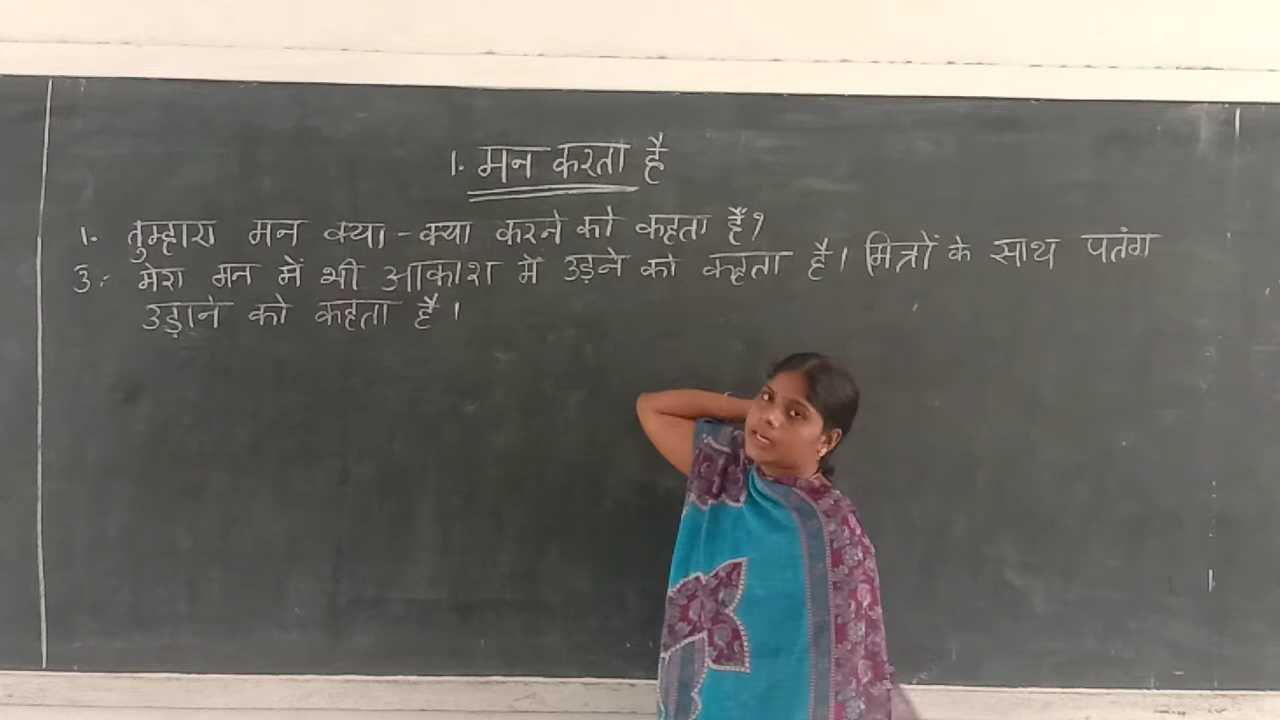 1. मन करता है
1. तुम्हारा मन क्या-क्या करने को कहता है?
उ: मेरा मन में भी आकाश में उड़ने को कहता है। मित्रों के साथ पतंग
उड़ाने को कहता है।